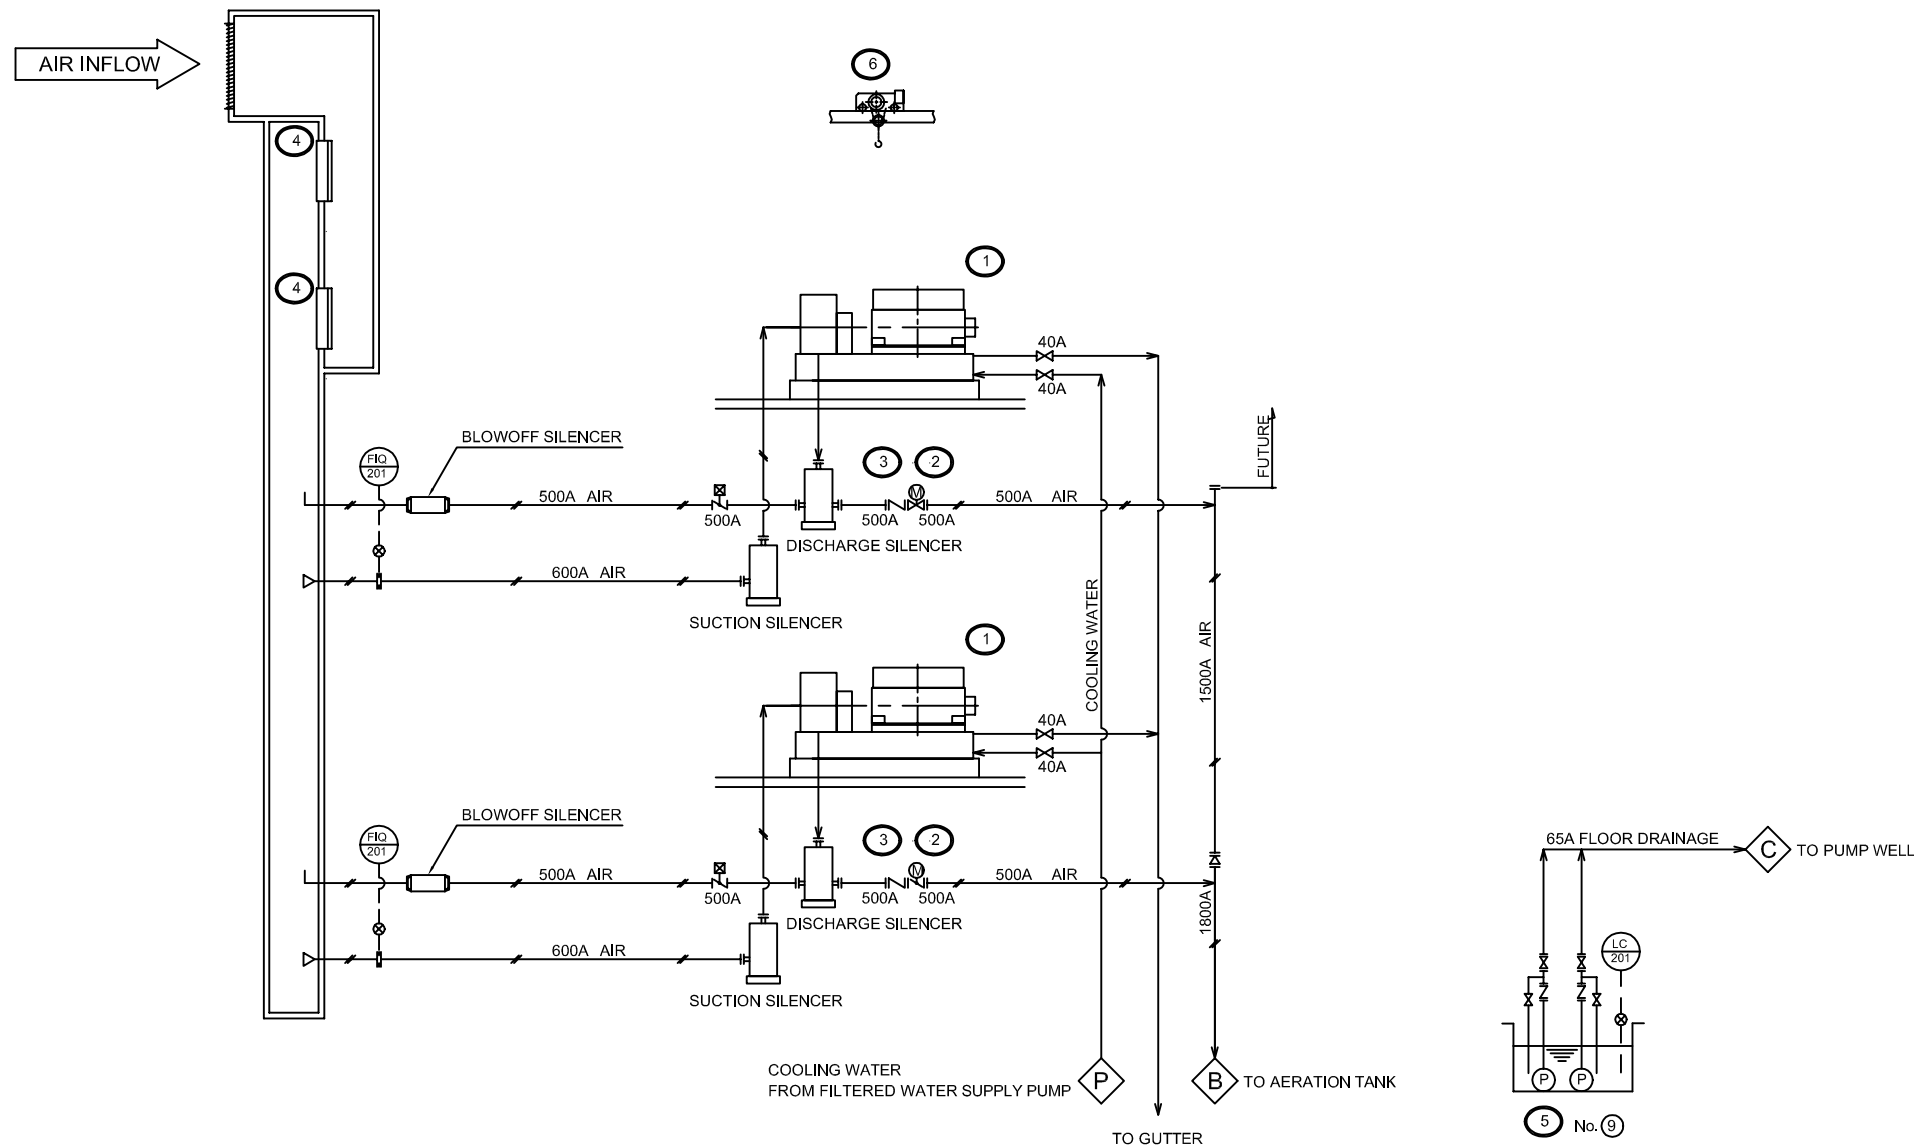 AIR INFLOW
6
4
4
1
40A
40A
FUTURE
BLOWOFF SILENCER
FIQ
201
3
2
M
500A AIR
500A
500A
500A
500A AIR
DISCHARGE SILENCER
600A AIR
SUCTION SILENCER
COOLING WATER
1500A AIR
1
40A
40A
BLOWOFF SILENCER
FIQ
201
3
2
M
500A AIR
500A
500A
500A
500A AIR
DISCHARGE SILENCER
1800A
600A AIR
SUCTION SILENCER
65A FLOOR DRAINAGE
C
TO PUMP WELL
LC
201
P
P
5
No. 9
COOLING WATER
FROM FILTERED WATER SUPPLY PUMP
P
B
TO AERATION TANK
TO GUTTER